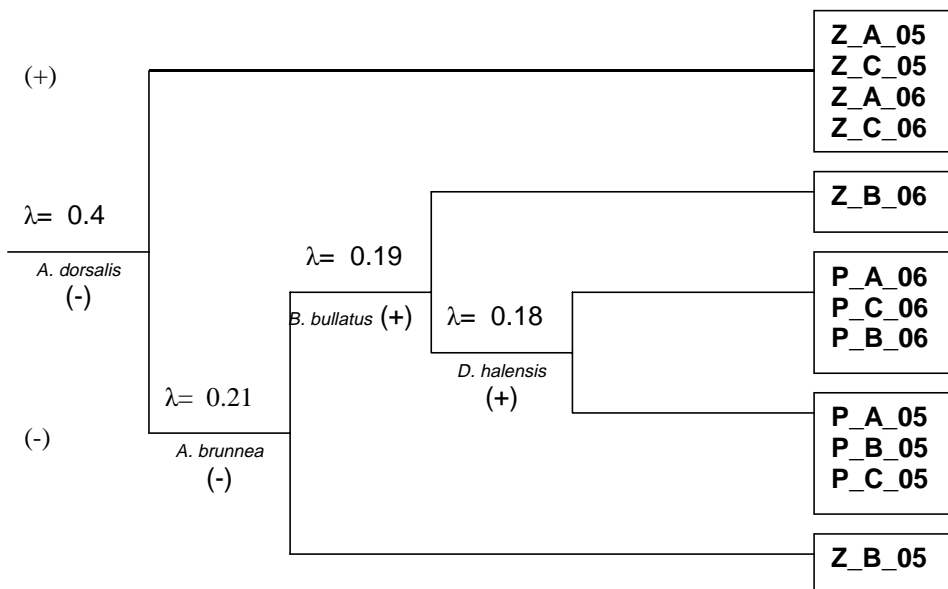 (+)
Z_A_05
Z_C_05
Z_A_06
Z_C_06
λ= 0.4
A. dorsalis
(-)
Z_B_06
λ= 0.19
B. bullatus (+)
λ= 0.18
D. halensis
(+)
P_A_06
P_C_06
P_B_06
λ= 0.21
A. brunnea
(-)
(-)
P_A_05
P_B_05
P_C_05
Z_B_05